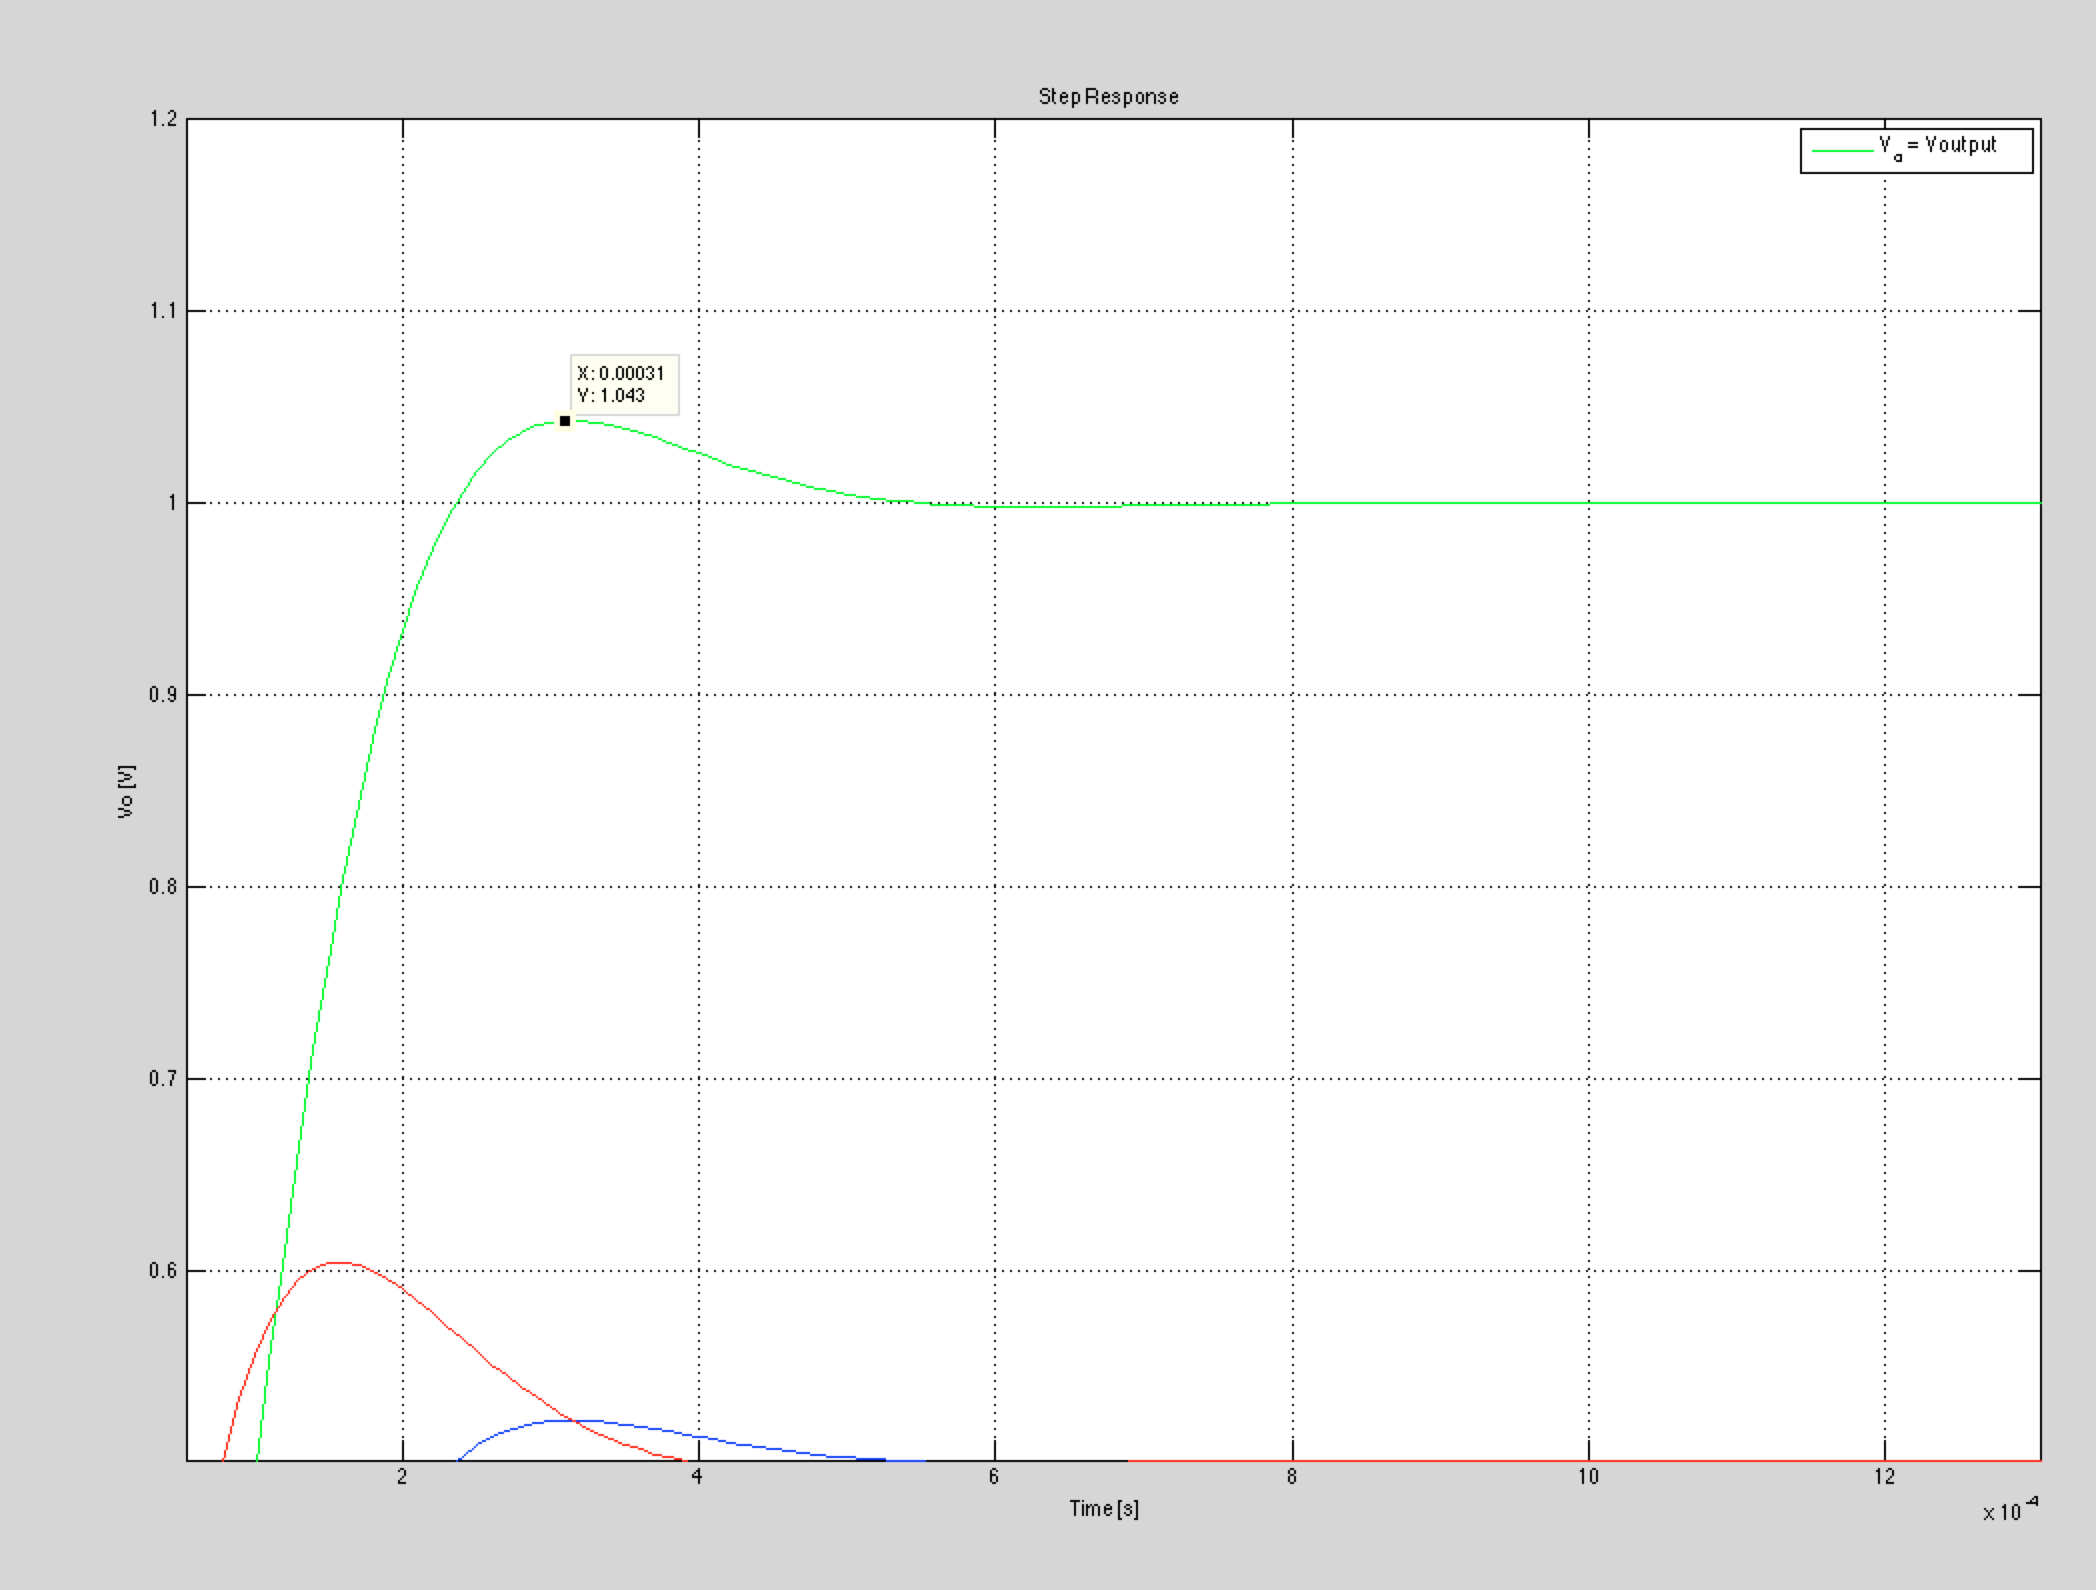 Step Response
1.2
V_a = Voutput
1.1
X: 0.00031
Y: 1.043
1
0.9
Vo [V]
0.8
0.7
0.6
2 4 6 8 10 12
Time [s]
x 10^-4